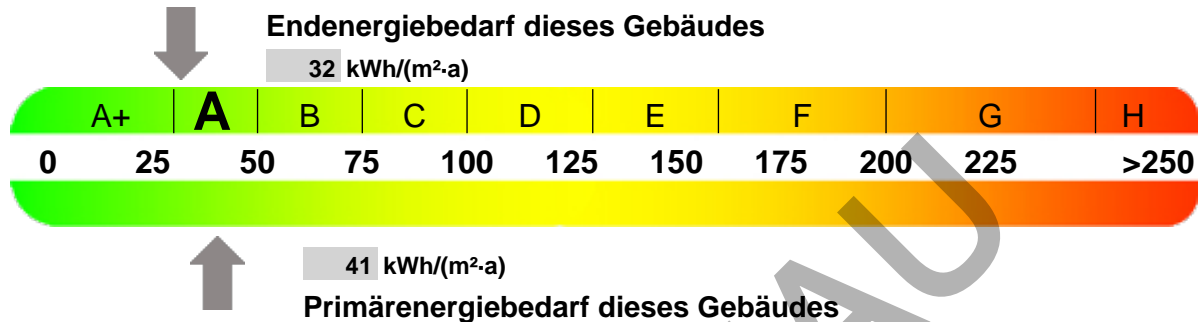 Endenergiebedarf dieses Gebäudes
32 kWh/(m²·a)
A+ A B C D E F G H
0 25 50 75 100 125 150 175 200 225 >250
41 kWh/(m²·a)
Primärenergiebedarf dieses Gebäudes
AU